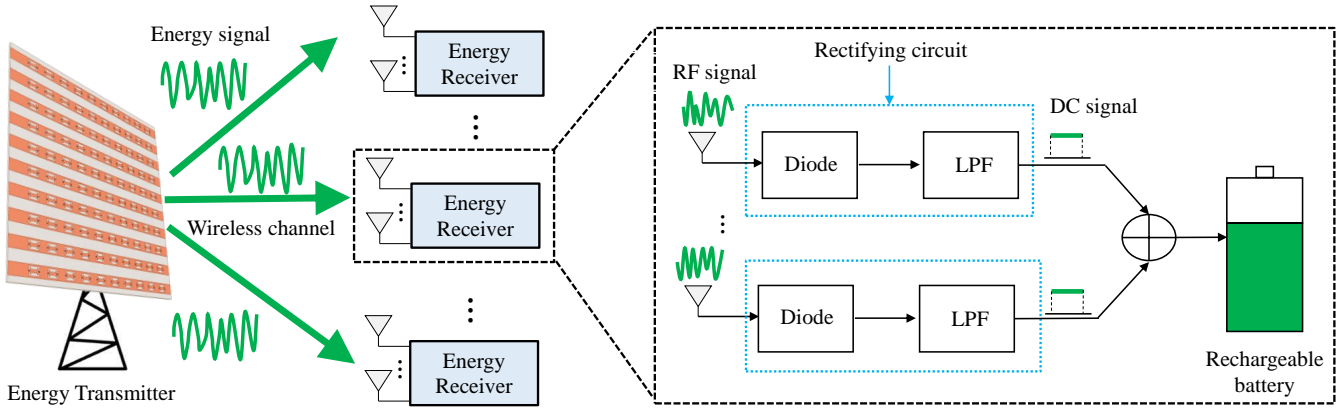 Energy signal
Wireless channel
Energy Transmitter
Energy
Receiver
Energy
Receiver
Energy
Receiver
Rectifying circuit
RF signal
DC signal
Diode
LPF
Diode
LPF
Rechargeable
battery